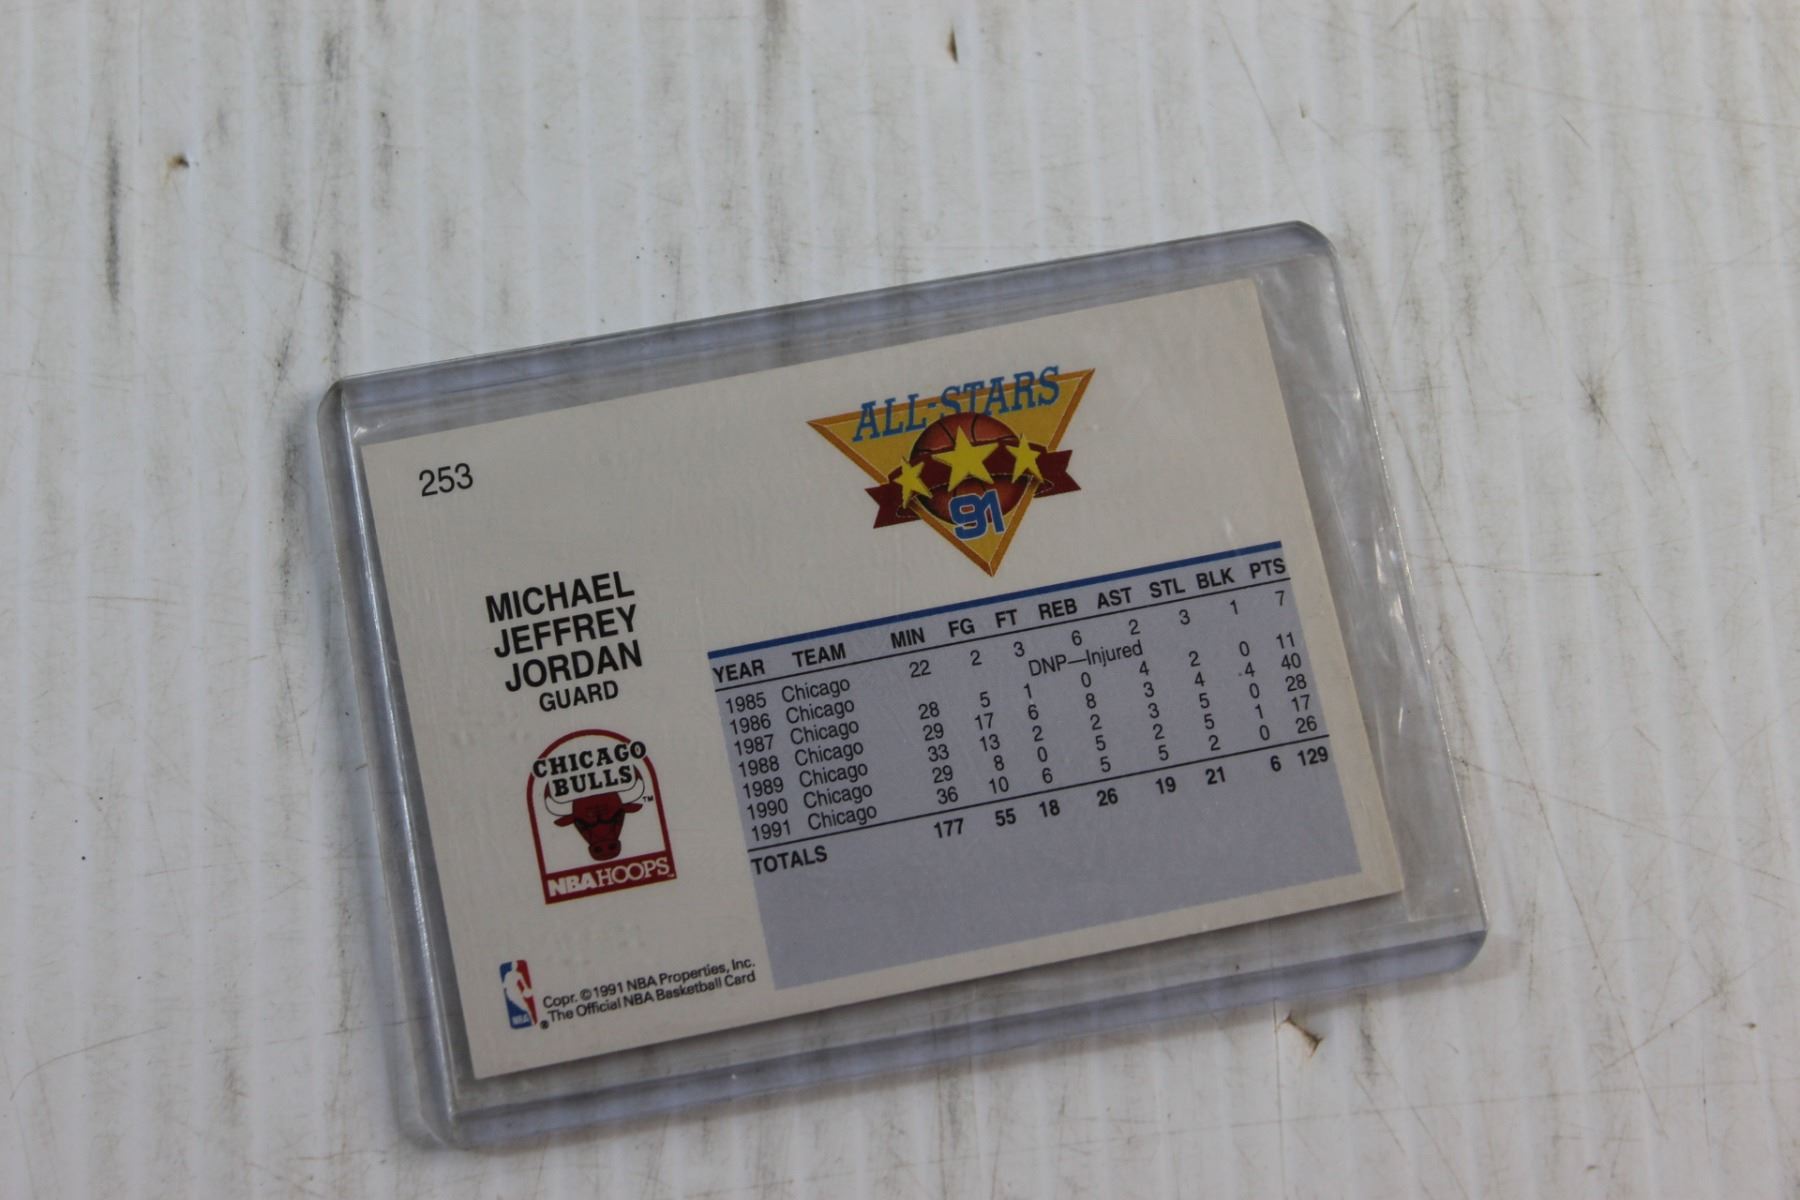 253
ALL-STARS
91
MICHAEL
JEFFREY
JORDAN
GUARD
CHICAGO
BULLS
TM
NBA HOOPS
YEAR TEAM MIN FG FT REB AST STL BLK PTS
1985 Chicago 22 2 3 6 2 3 1 7
1986 Chicago DNP—Injured
1987 Chicago 28 5 1 0 4 2 0 11
1988 Chicago 29 17 6 8 3 4 4 40
1989 Chicago 33 13 2 2 3 5 0 28
1990 Chicago 29 8 0 5 2 5 1 17
1991 Chicago 36 10 6 5 5 2 0 26
TOTALS 177 55 18 26 19 21 6 129
NBA
Copr. ©1991 NBA Properties, Inc.
® The Official NBA Basketball Card